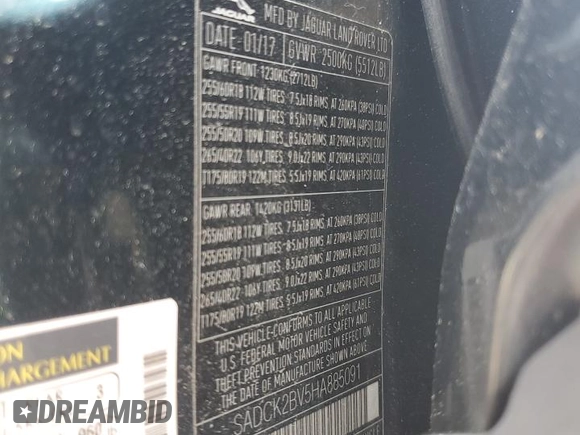 JAGUAR
MFD BY JAGUAR LAND ROVER LTD
DATE 01/17 GVWR 2500KG (5512LB)
GAWR FRONT 1230KG (2712LB)
255/60R18 112W TIRES, 7.5Jx18 RIMS, AT 260KPA (38PSI) COLD
255/55R19 111W TIRES, 8.5Jx19 RIMS, AT 270KPA (40PSI) COLD
255/50R20 109W TIRES, 8.5Jx20 RIMS, AT 290KPA (43PSI) COLD
265/40R22 106Y TIRES, 9.0Jx22 RIMS, AT 290KPA (43PSI) COLD
T175/80R19 122M TIRES, 5.5Jx19 RIMS, AT 420KPA (61PSI) COLD
GAWR REAR 1420KG (3131LB)
255/60R18 112W TIRES, 7.5Jx18 RIMS, AT 260KPA (38PSI) COLD
255/55R19 111W TIRES, 8.5Jx19 RIMS, AT 270KPA (40PSI) COLD
255/50R20 109W TIRES, 8.5Jx20 RIMS, AT 290KPA (43PSI) COLD
265/40R22 106Y TIRES, 9.0Jx22 RIMS, AT 290KPA (43PSI) COLD
T175/80R19 122M TIRES, 5.5Jx19 RIMS, AT 420KPA (61PSI) COLD
THIS VEHICLE CONFORMS TO ALL APPLICABLE
U.S FEDERAL MOTOR VEHICLE SAFETY AND
THEFT PREVENTION STANDARDS IN EFFECT
ON THE DATE OF MANUFACTURE SHOWN ABOVE
SADCK2BV5HA885091
ON
CHARGEMENT
DREAMBID
Your dream auction